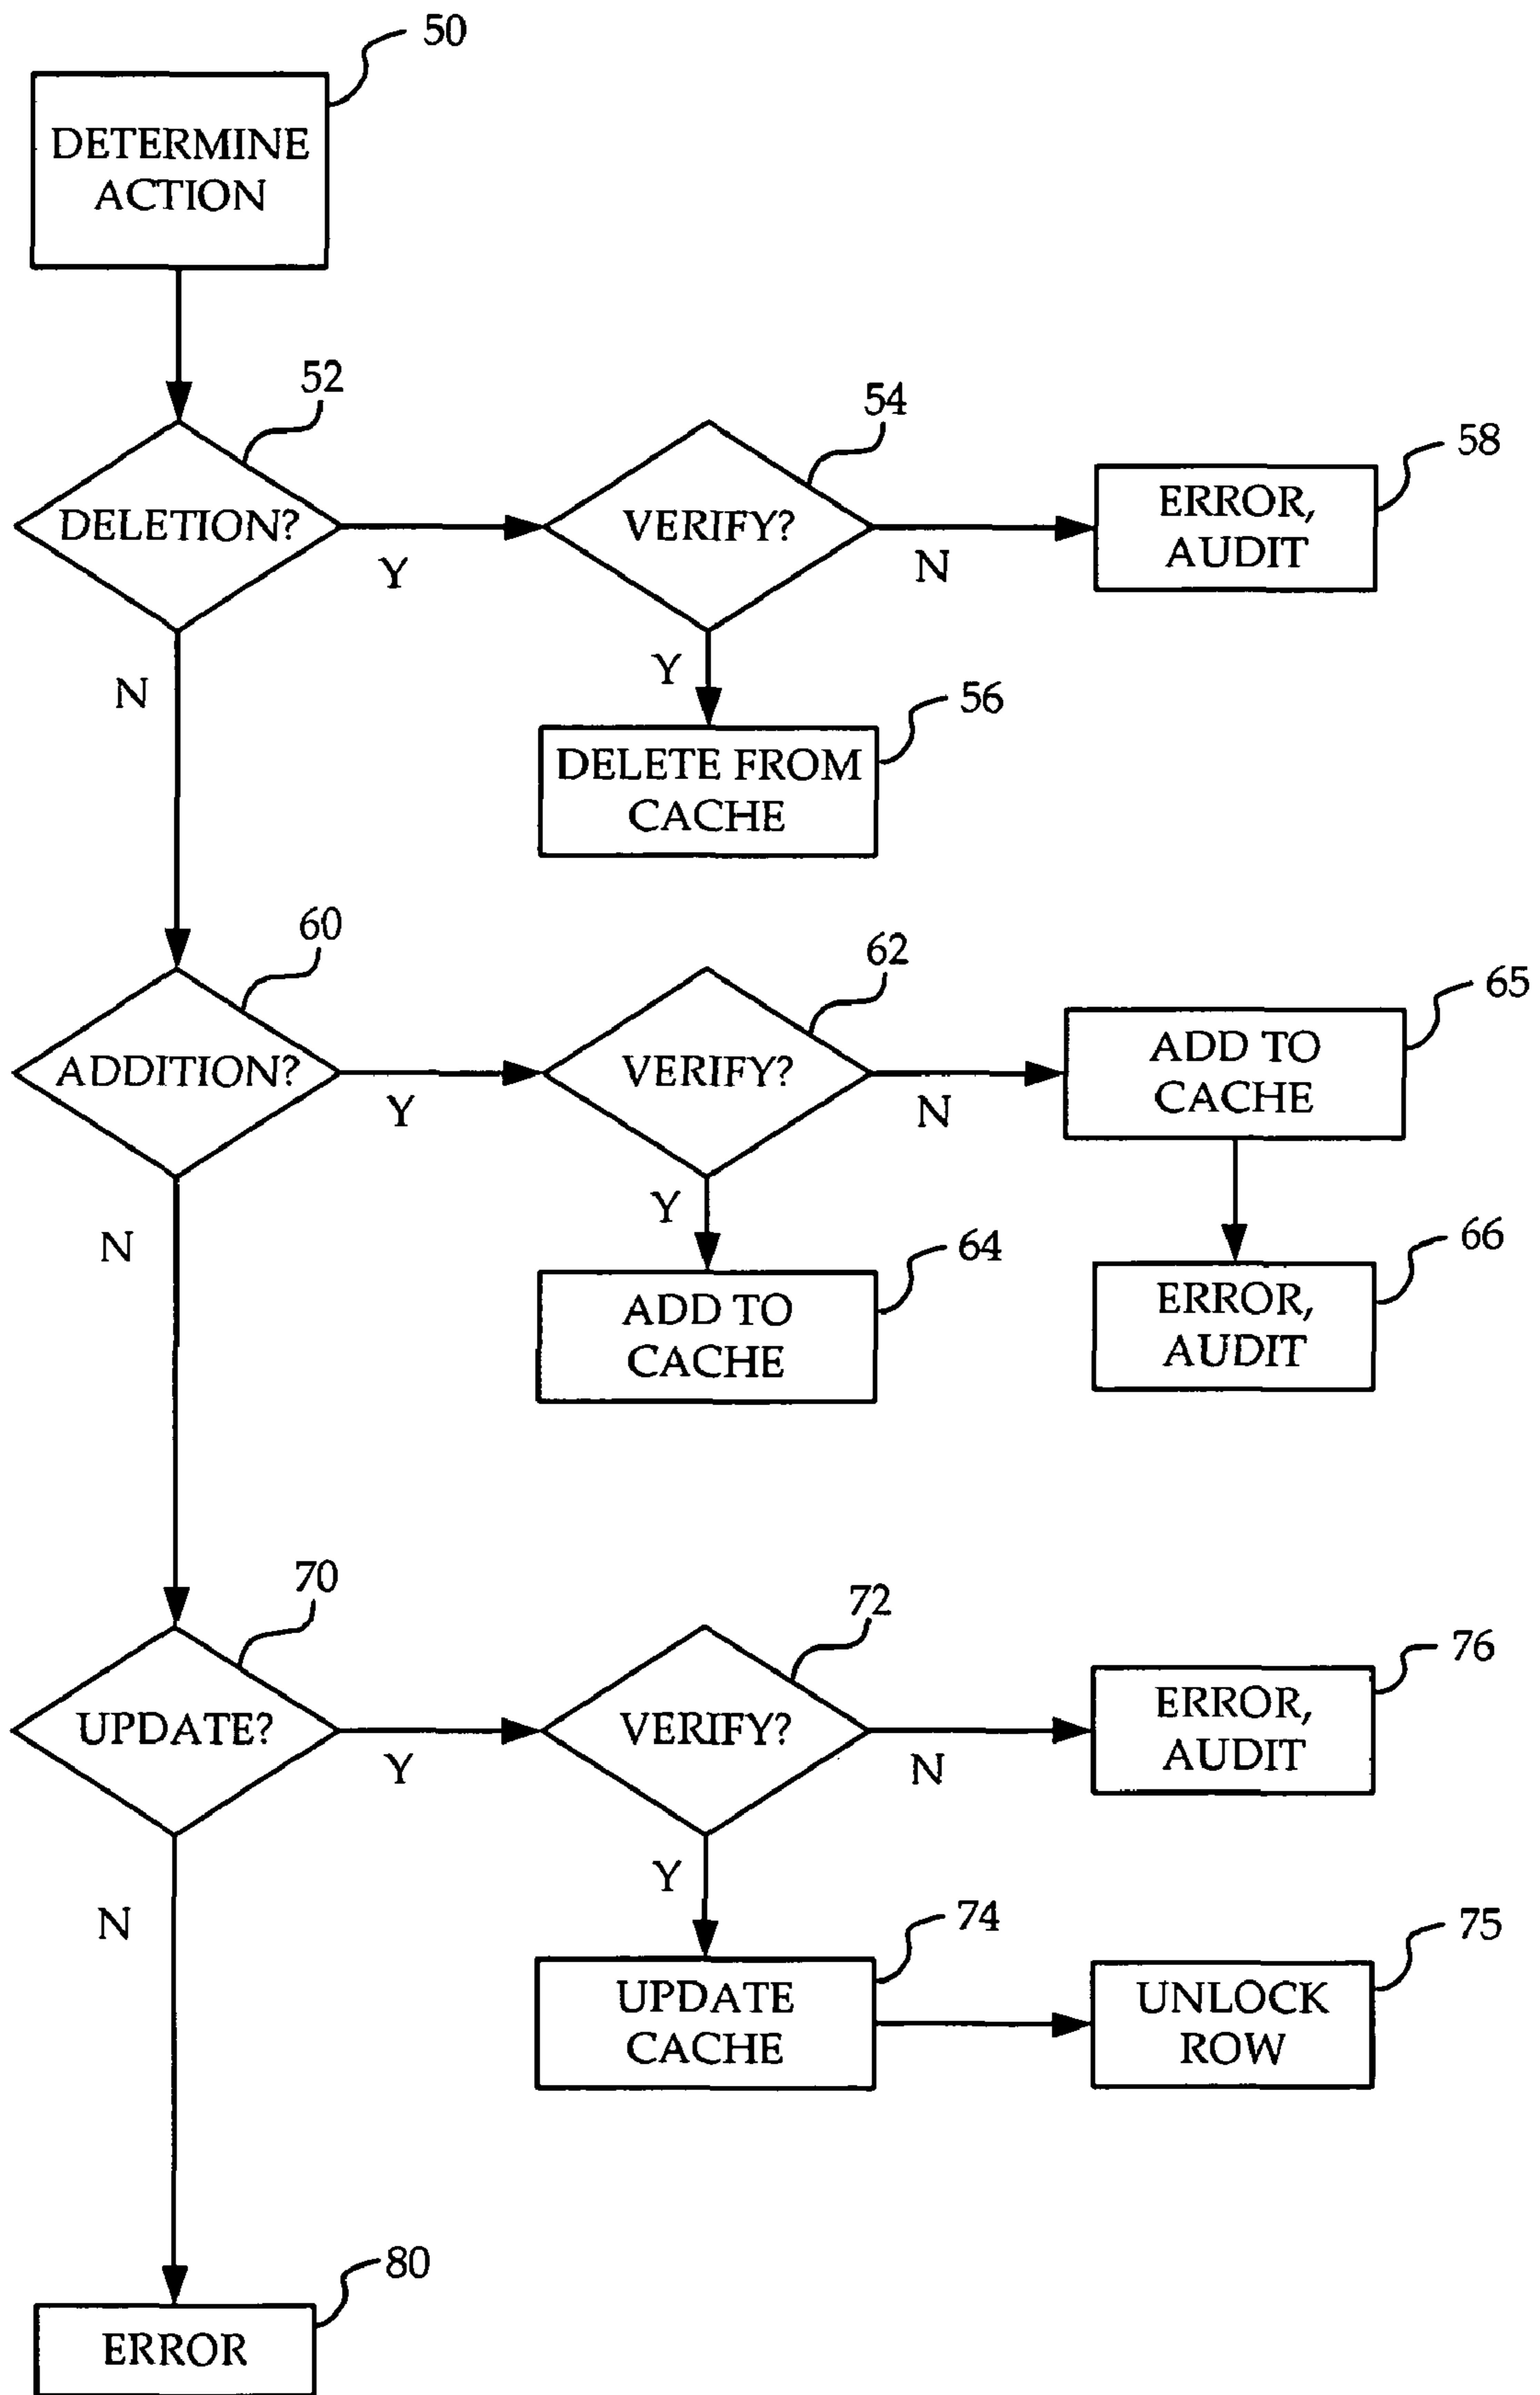 50
DETERMINE
ACTION
52
54
58
DELETION?
VERIFY?
ERROR,
AUDIT
Y
N
N
Y
56
DELETE FROM
CACHE
60
62
65
ADDITION?
VERIFY?
ADD TO
CACHE
Y
N
N
Y
64
66
ADD TO
CACHE
ERROR,
AUDIT
70
72
76
UPDATE?
VERIFY?
ERROR,
AUDIT
Y
N
N
Y
74
75
UPDATE
CACHE
UNLOCK
ROW
80
ERROR